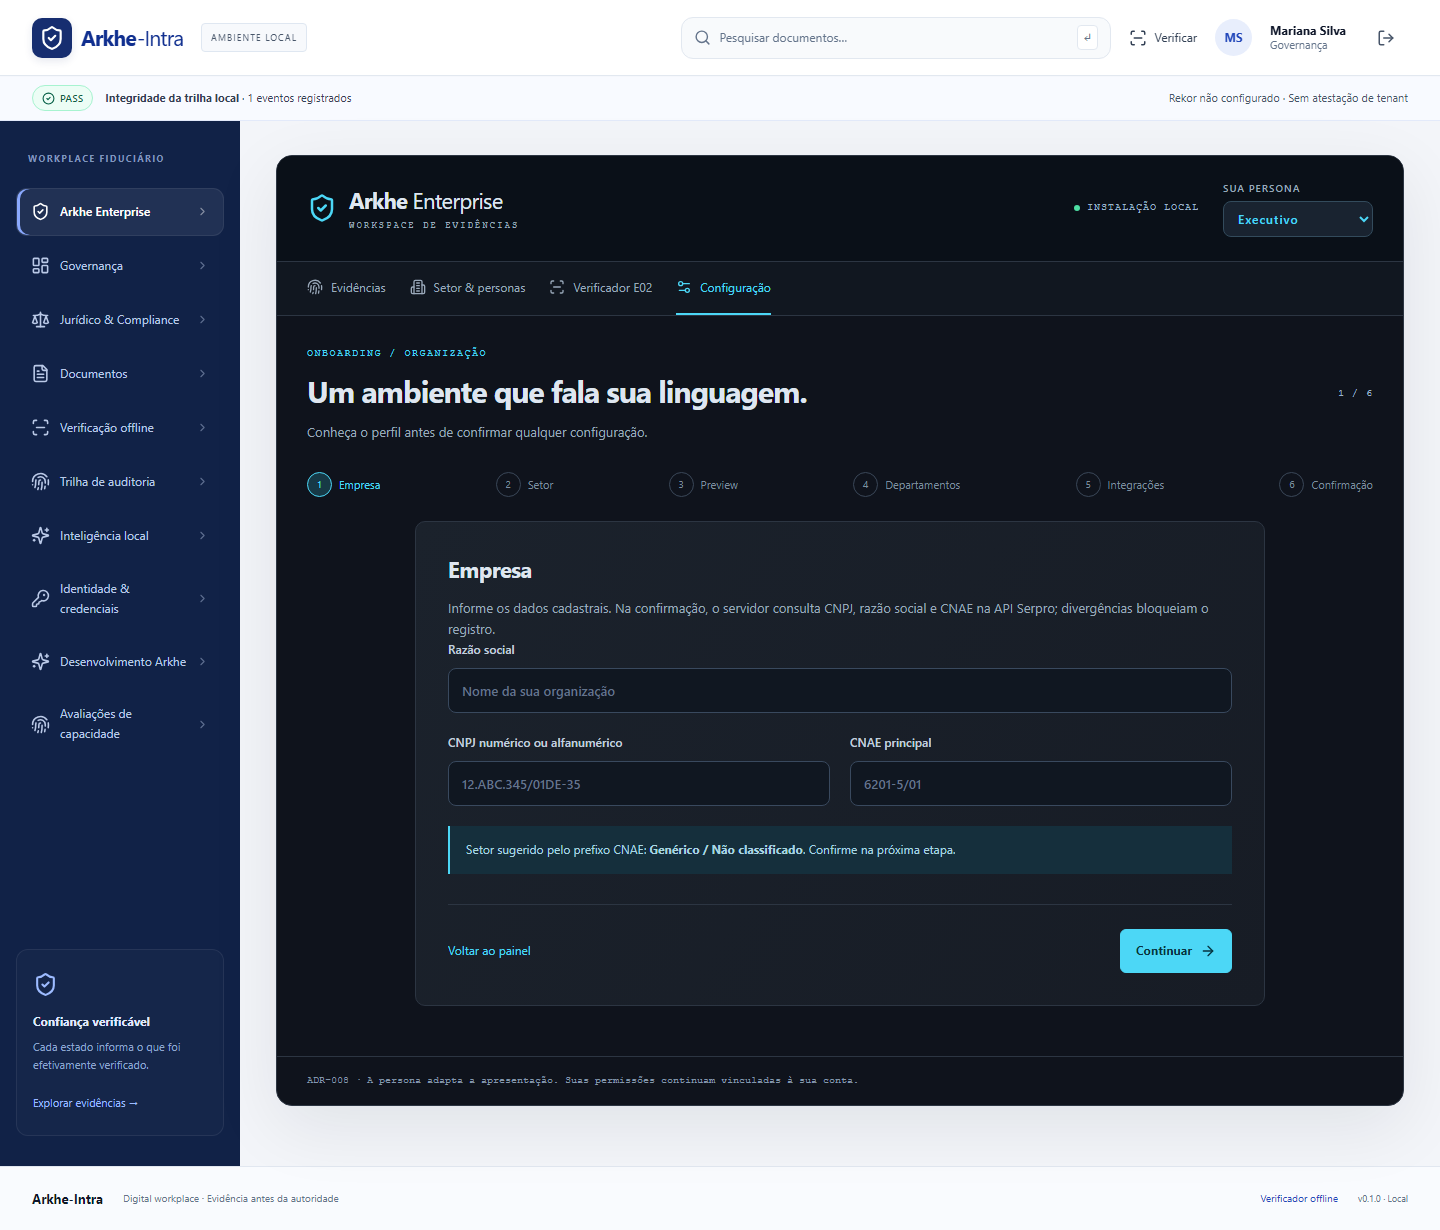 Arkhe-Intra
AMBIENTE LOCAL
Pesquisar documentos...
↵
Verificar
MS
Mariana Silva
Governança
PASS
Integridade da trilha local · 1 eventos registrados
Rekor não configurado · Sem atestação de tenant
WORKPLACE FIDUCIÁRIO
Arkhe Enterprise
Governança
Jurídico & Compliance
Documentos
Verificação offline
Trilha de auditoria
Inteligência local
Identidade &
credenciais
Desenvolvimento Arkhe
Avaliações de
capacidade
Confiança verificável
Cada estado informa o que foi
efetivamente verificado.
Explorar evidências →
Arkhe Enterprise
WORKSPACE DE EVIDÊNCIAS
INSTALAÇÃO LOCAL
SUA PERSONA
Executivo
Evidências
Setor & personas
Verificador E02
Configuração
ONBOARDING / ORGANIZAÇÃO
Um ambiente que fala sua linguagem.
1 / 6
Conheça o perfil antes de confirmar qualquer configuração.
1 Empresa
2 Setor
3 Preview
4 Departamentos
5 Integrações
6 Confirmação
Empresa
Informe os dados cadastrais. Na confirmação, o servidor consulta CNPJ, razão social e CNAE na API Serpro; divergências bloqueiam o
registro.
Razão social
Nome da sua organização
CNPJ numérico ou alfanumérico
CNAE principal
12.ABC.345/01DE-35
6201-5/01
Setor sugerido pelo prefixo CNAE: Genérico / Não classificado. Confirme na próxima etapa.
Voltar ao painel
Continuar →
ADR-008 · A persona adapta a apresentação. Suas permissões continuam vinculadas à sua conta.
Arkhe-Intra
Digital workplace · Evidência antes da autoridade
Verificador offline
v0.1.0 · Local